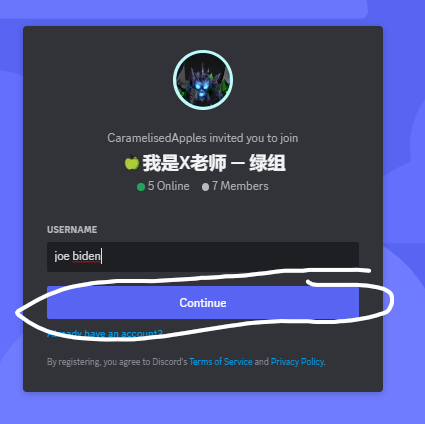 CaramelisedApples invited you to join
🍏 我是X老师 — 绿组
5 Online 7 Members
USERNAME
joe biden
Continue
Already have an account?
By registering, you agree to Discord's Terms of Service and Privacy Policy.